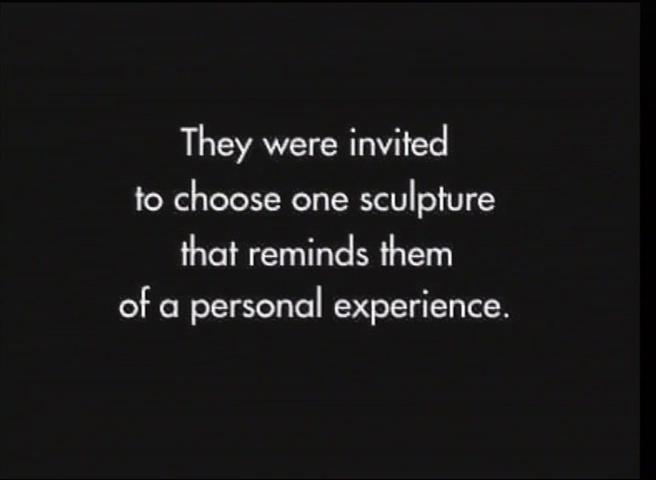 They were invited
to choose one sculpture
that reminds them
of a personal experience.